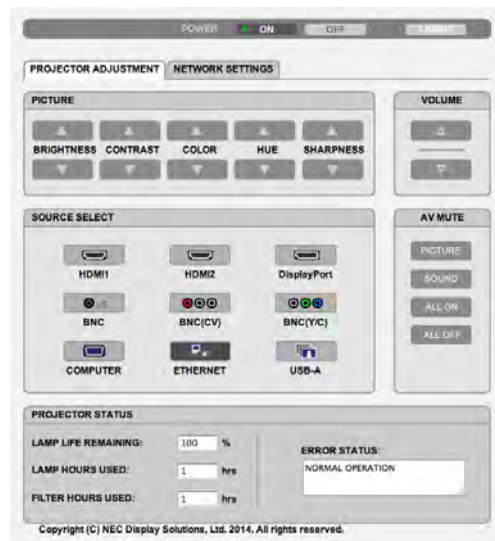 POWER ON OFF LIGHT
PROJECTOR ADJUSTMENT NETWORK SETTINGS
PICTURE VOLUME
BRIGHTNESS CONTRAST COLOR HUE SHARPNESS
SOURCE SELECT AV MUTE
PICTURE
HDMI1 HDMI2 DisplayPort
SOUND
BNC BNC(CV) BNC(Y/C)
ALL ON
ALL OFF
COMPUTER ETHERNET USB-A
PROJECTOR STATUS
LAMP LIFE REMAINING: 100 %
ERROR STATUS:
LAMP HOURS USED: 1 hrs
NORMAL OPERATION
FILTER HOURS USED: 1 hrs
Copyright (C) NEC Display Solutions, Ltd. 2014. All rights reserved.